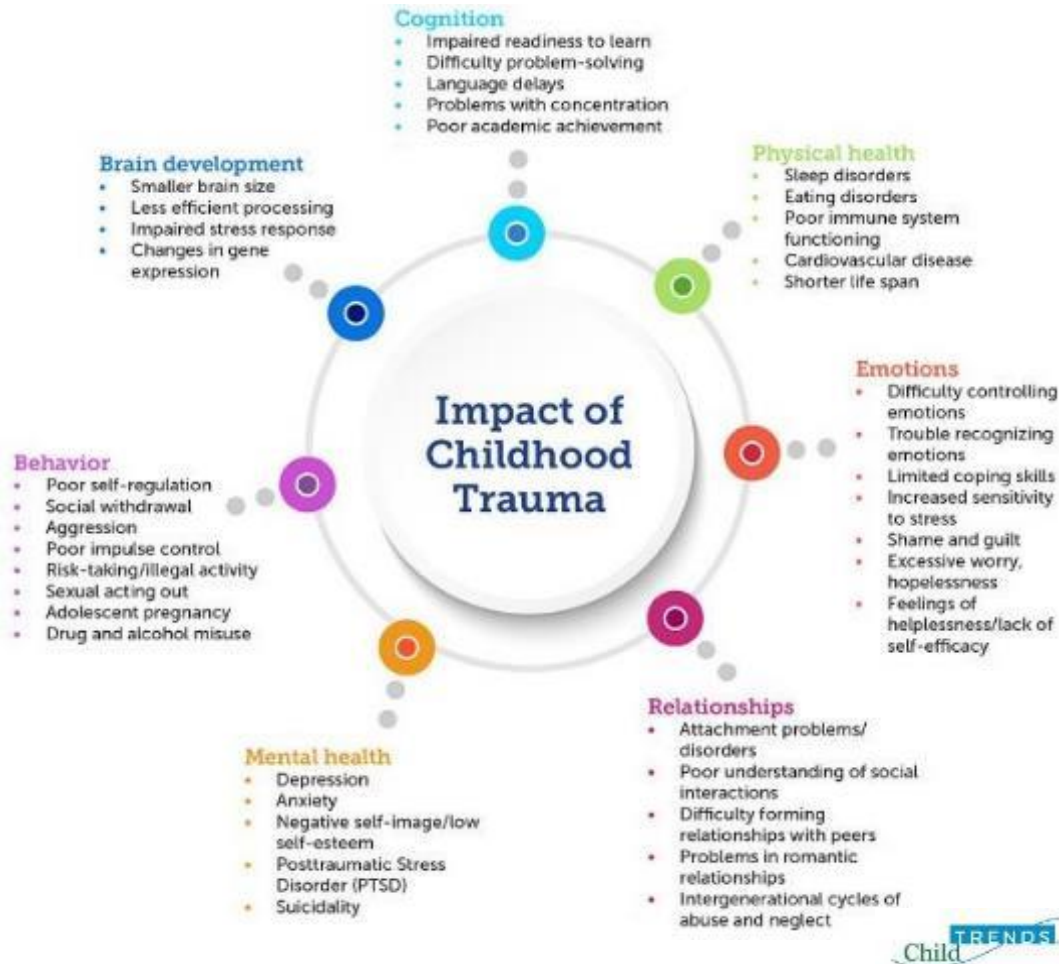 Cognition
• Impaired readiness to learn
• Difficulty problem-solving
• Language delays
• Problems with concentration
• Poor academic achievement
Physical health
• Sleep disorders
• Eating disorders
• Poor immune system
functioning
• Cardiovascular disease
• Shorter life span
Emotions
• Difficulty controlling
emotions
• Trouble recognizing
emotions
• Limited coping skills
• Increased sensitivity
to stress
• Shame and guilt
• Excessive worry,
hopelessness
• Feelings of
helplessness/lack of
self-efficacy
Relationships
• Attachment problems/
disorders
• Poor understanding of social
interactions
• Difficulty forming
relationships with peers
• Problems in romantic
relationships
• Intergenerational cycles of
abuse and neglect
Mental health
• Depression
• Anxiety
• Negative self-image/low
self-esteem
• Posttraumatic Stress
Disorder (PTSD)
• Suicidality
Behavior
• Poor self-regulation
• Social withdrawal
• Aggression
• Poor impulse control
• Risk-taking/illegal activity
• Sexual acting out
• Adolescent pregnancy
• Drug and alcohol misuse
Brain development
• Smaller brain size
• Less efficient processing
• Impaired stress response
• Changes in gene
expression
Impact of
Childhood
Trauma
Child TRENDS